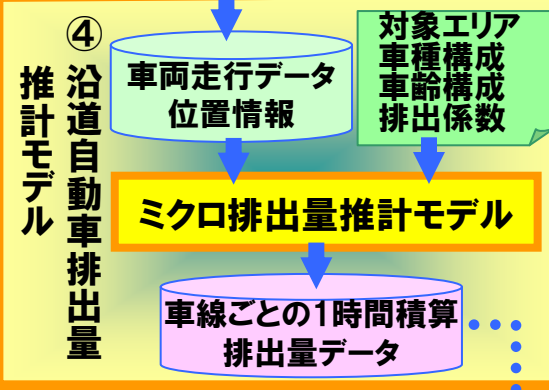 ④沿道自動車排出量
推計モデル
車両走行データ
位置情報
対象エリア
車種構成
車齢構成
排出係数
ミクロ排出量推計モデル
車線ごとの1時間積算
排出量データ